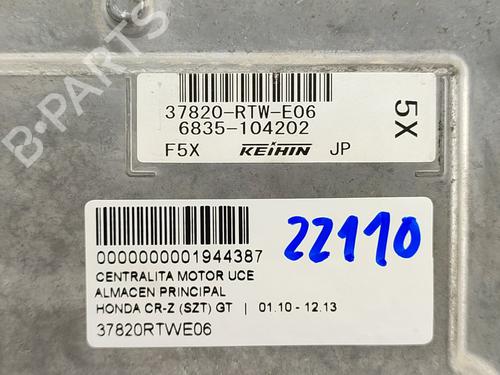 B-PARTS
37820-RTW-E06
6835-104202
F5X KEIHIN JP
5X
0000000001944387
22110
CENTRALITA MOTOR UCE
ALMACEN PRINCIPAL
HONDA CR-Z (SZT) GT | 01.10 - 12.13
37820RTWE06